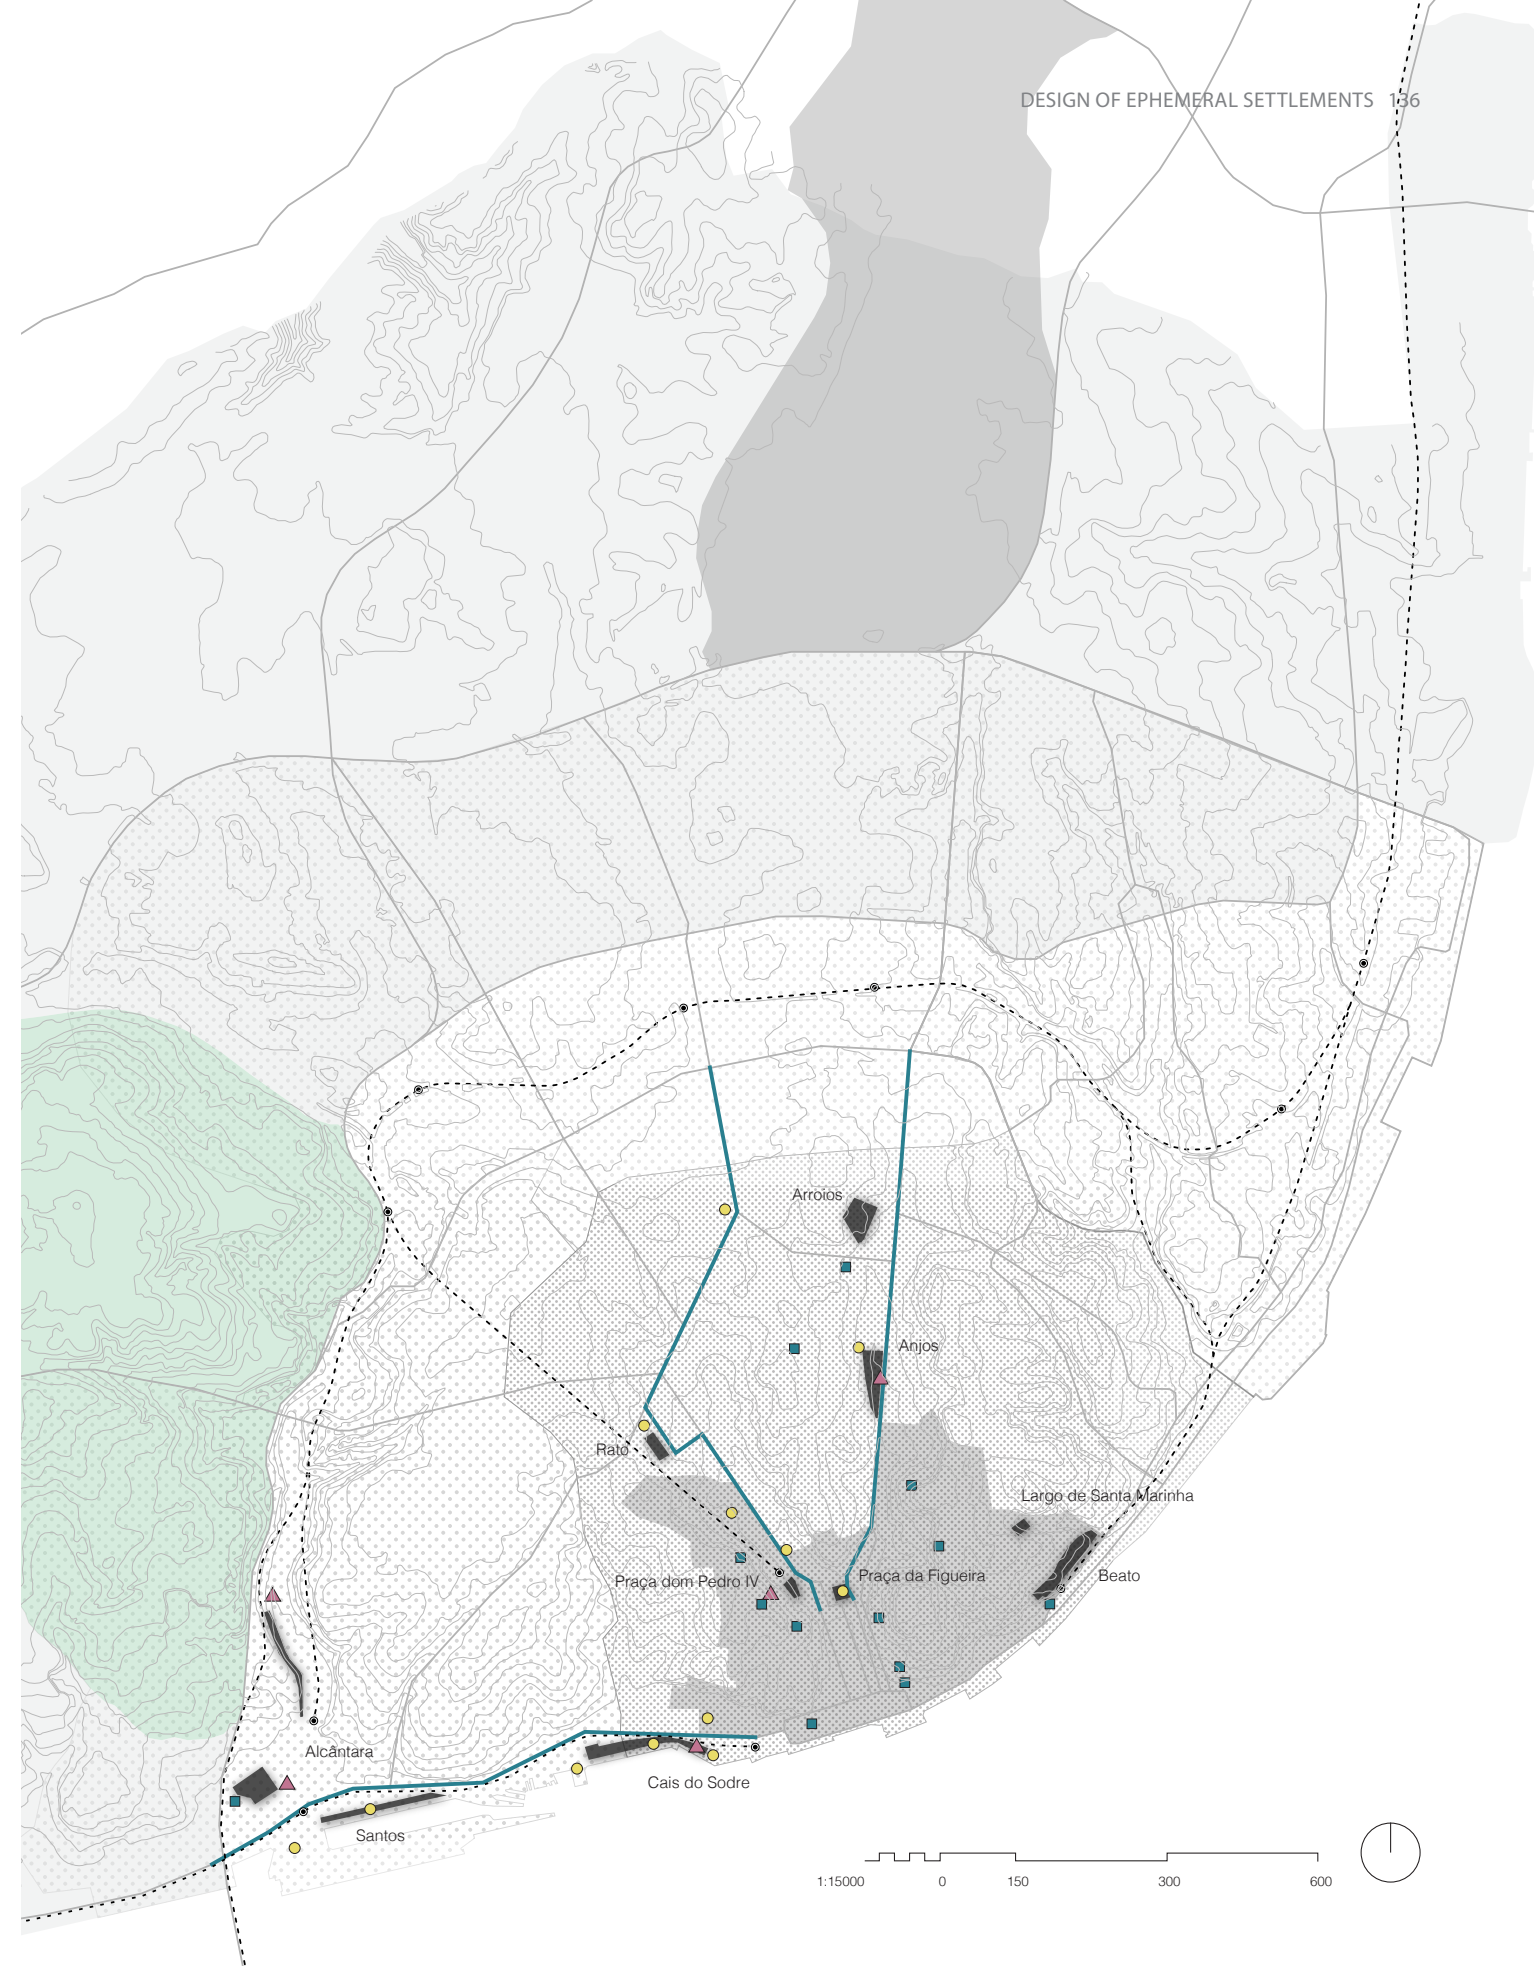 DESIGN OF EPHEMERAL SETTLEMENTS 136
Arroios
Anjos
Rato
Largo de Santa Marinha
Praça dom Pedro IV
Praça da Figueira
Beato
Alcântara
Cais do Sodre
Santos
1:15000 0 150 300 600